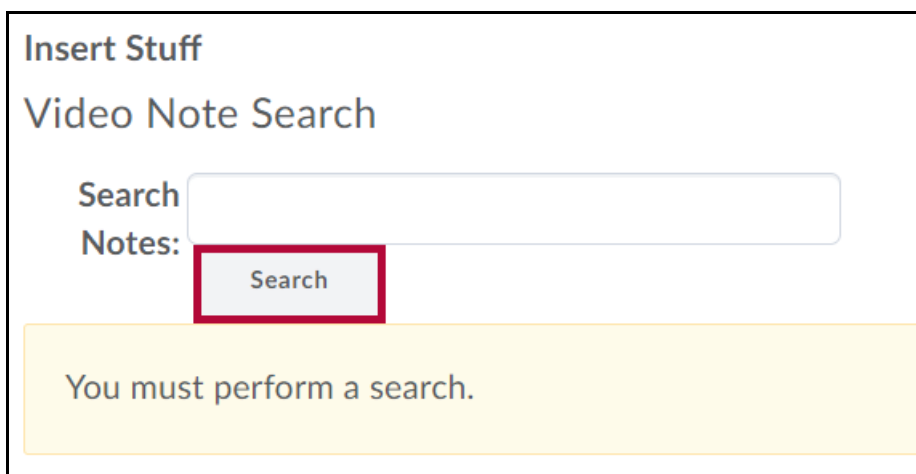 Insert Stuff
Video Note Search
Search
Notes:
Search
You must perform a search.